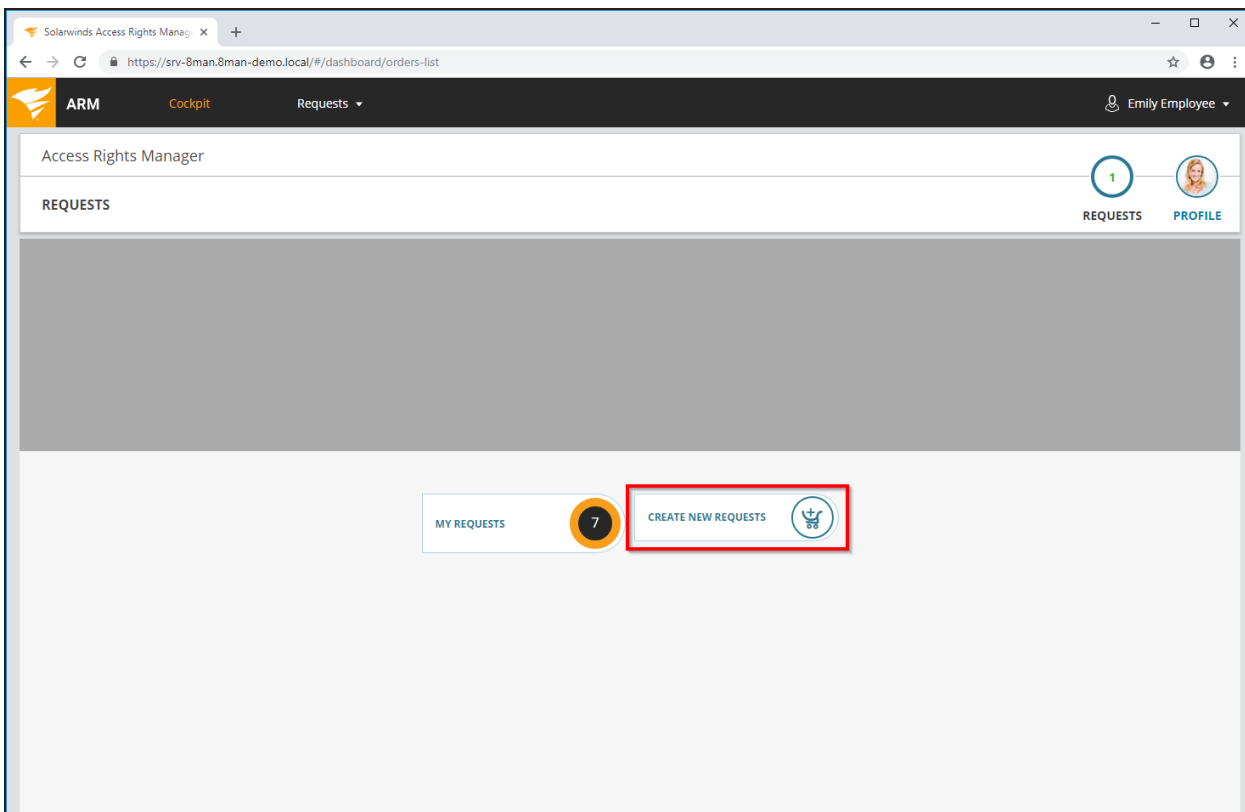 Solarwinds Access Rights Manag
https://srv-8man.8man-demo.local/#/dashboard/orders-list
ARM Cockpit Requests Emily Employee
Access Rights Manager
1
REQUESTS
REQUESTS PROFILE
MY REQUESTS 7 CREATE NEW REQUESTS